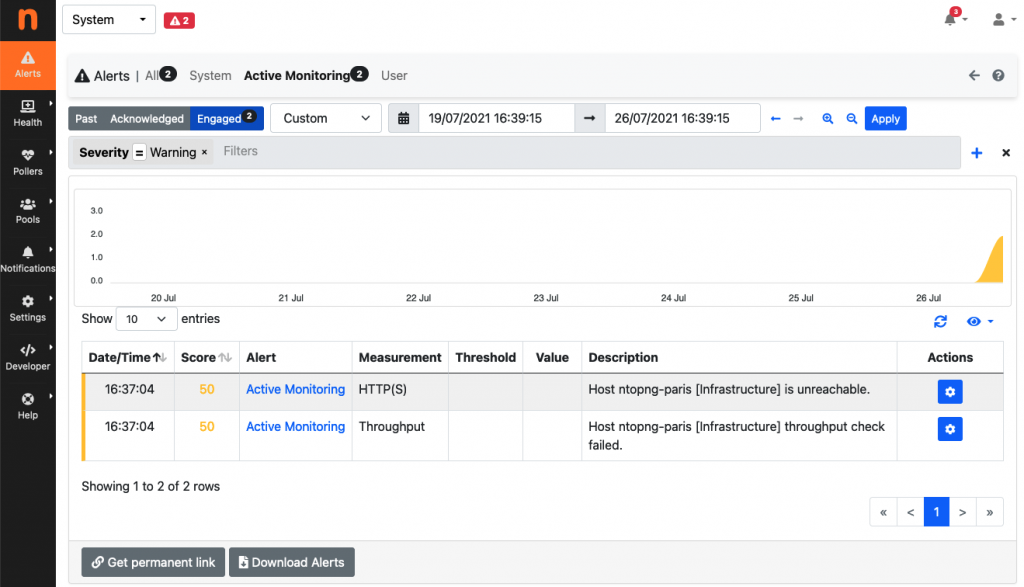 n
System
2
3
Alerts
Health
Pollers
Pools
Notifications
Settings
Developer
Help
Alerts | All 2 System Active Monitoring 2 User
Past Acknowledged Engaged 2 Custom 19/07/2021 16:39:15 26/07/2021 16:39:15 Apply
Severity = Warning × Filters
3.0
2.0
1.0
0.0
20 Jul 21 Jul 22 Jul 23 Jul 24 Jul 25 Jul 26 Jul
Show 10 entries
Date/Time Score Alert Measurement Threshold Value Description Actions
16:37:04 50 Active Monitoring HTTP(S) Host ntopng-paris [Infrastructure] is unreachable.
16:37:04 50 Active Monitoring Throughput Host ntopng-paris [Infrastructure] throughput check
failed.
Showing 1 to 2 of 2 rows
« < 1 > »
Get permanent link Download Alerts